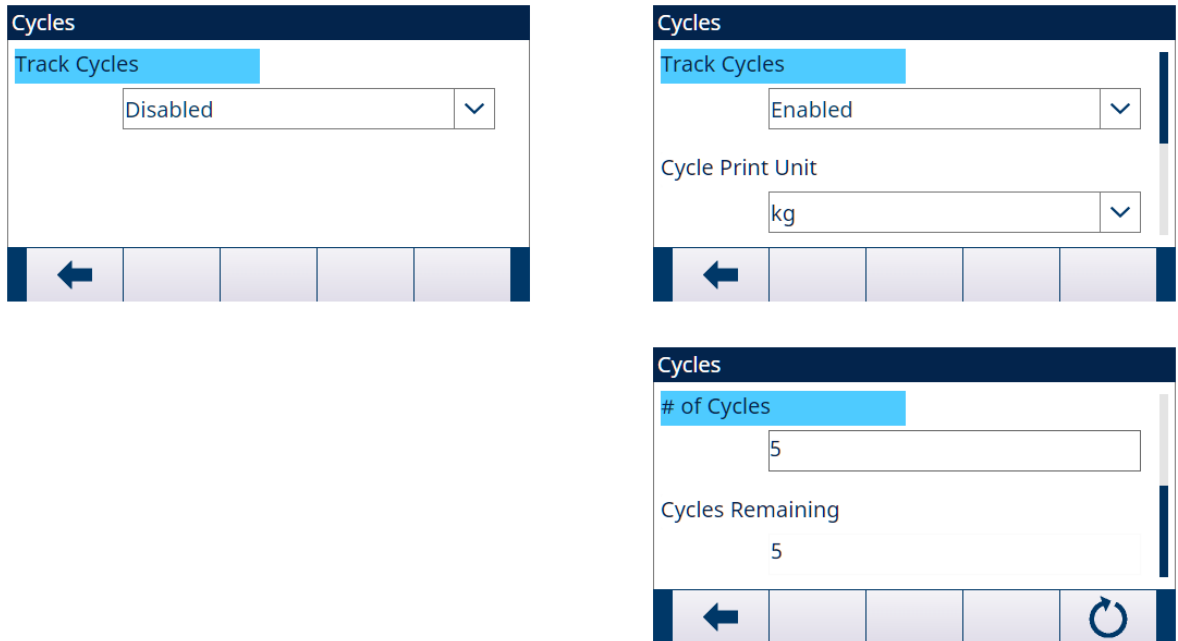 Cycles
Track Cycles
Disabled
Cycles
Track Cycles
Enabled
Cycle Print Unit
kg
Cycles
# of Cycles
5
Cycles Remaining
5